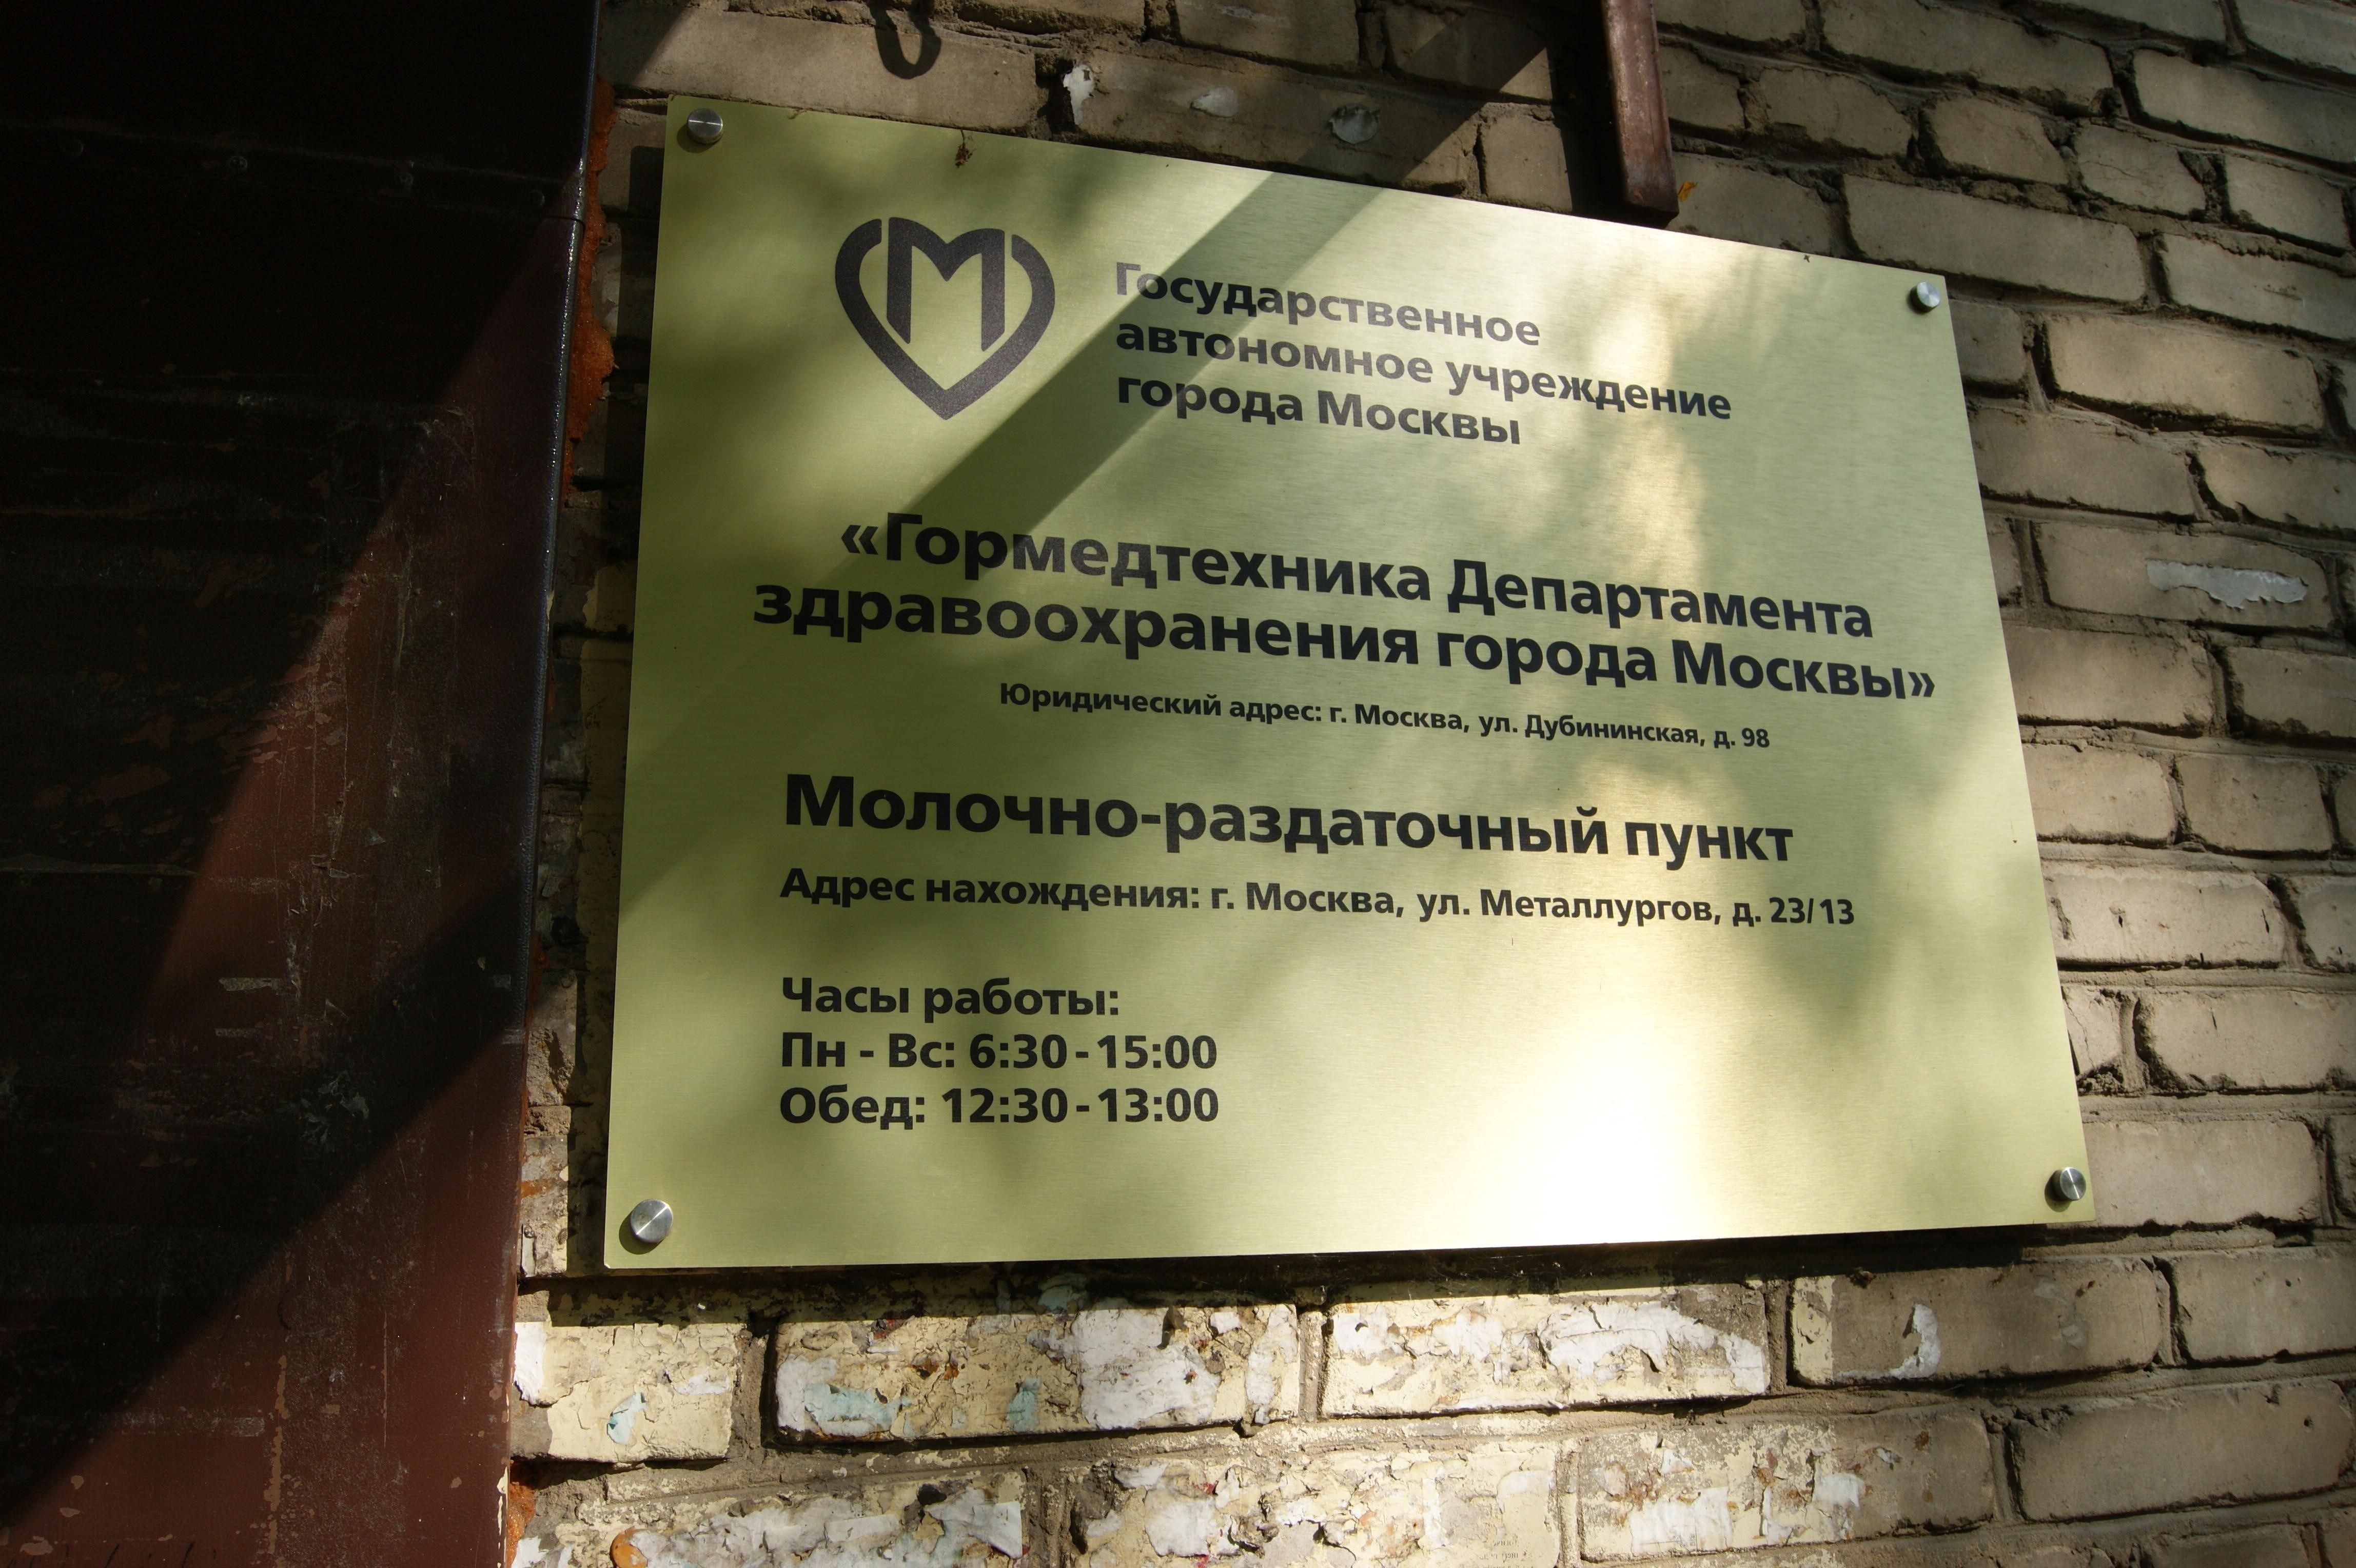 М
Государственное
автономное учреждение
города Москвы
«Гормедтехника Департамента
здравоохранения города Москвы»
Юридический адрес: г. Москва, ул. Дубининская, д. 98
Молочно-раздаточный пункт
Адрес нахождения: г. Москва, ул. Металлургов, д. 23/13
Часы работы:
Пн - Вс: 6:30-15:00
Обед: 12:30-13:00